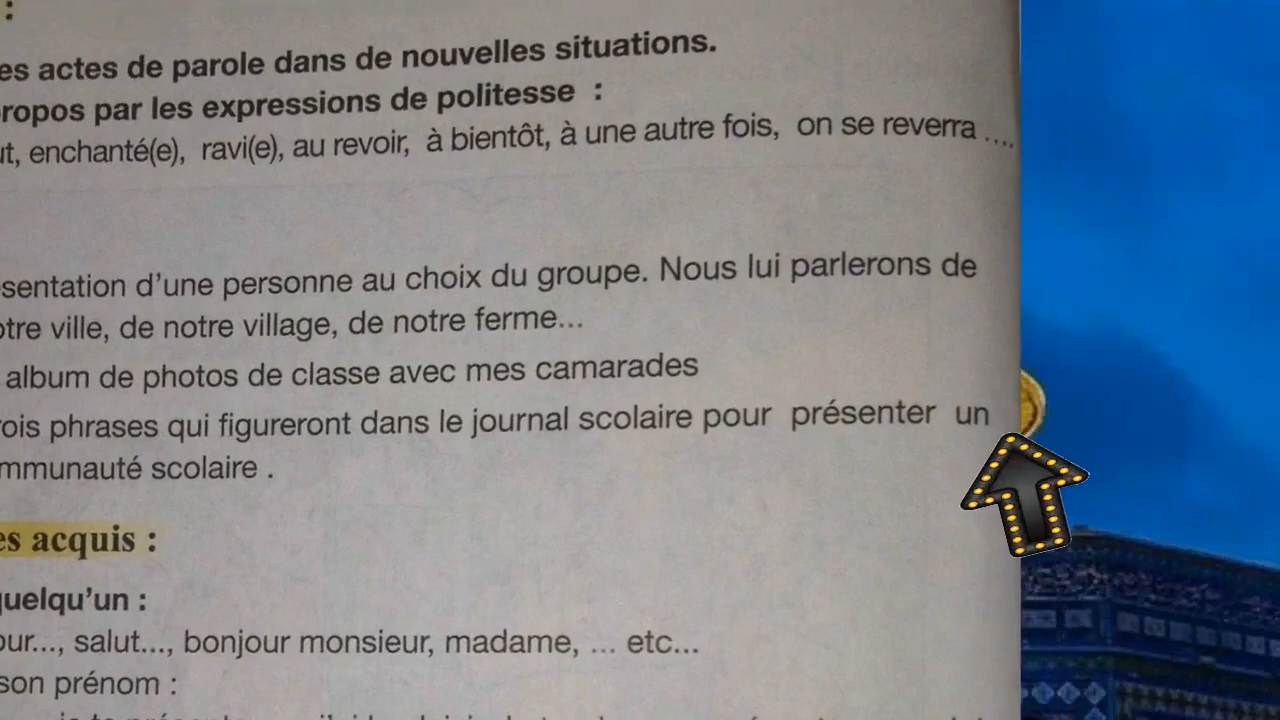 :
es actes de parole dans de nouvelles situations.
ropos par les expressions de politesse :
ut, enchanté(e), ravi(e), au revoir, à bientôt, à une autre fois, on se reverra ....
sentation d'une personne au choix du groupe. Nous lui parlerons de
otre ville, de notre village, de notre ferme...
album de photos de classe avec mes camarades
rois phrases qui figureront dans le journal scolaire pour présenter un
mmunauté scolaire .
es acquis :
quelqu'un :
our..., salut..., bonjour monsieur, madame, ... etc...
son prénom :